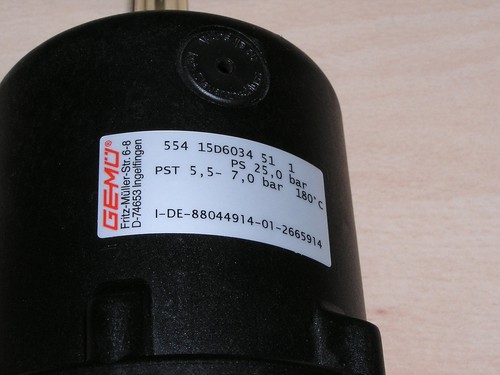 554 15D6034 51 1
PS 25,0 bar
PST 5,5- 7,0 bar 180°C
I-DE-88044914-01-2665914
GEMÜ®
Fritz-Müller-Str. 6-8
D-74653 Ingelfingen